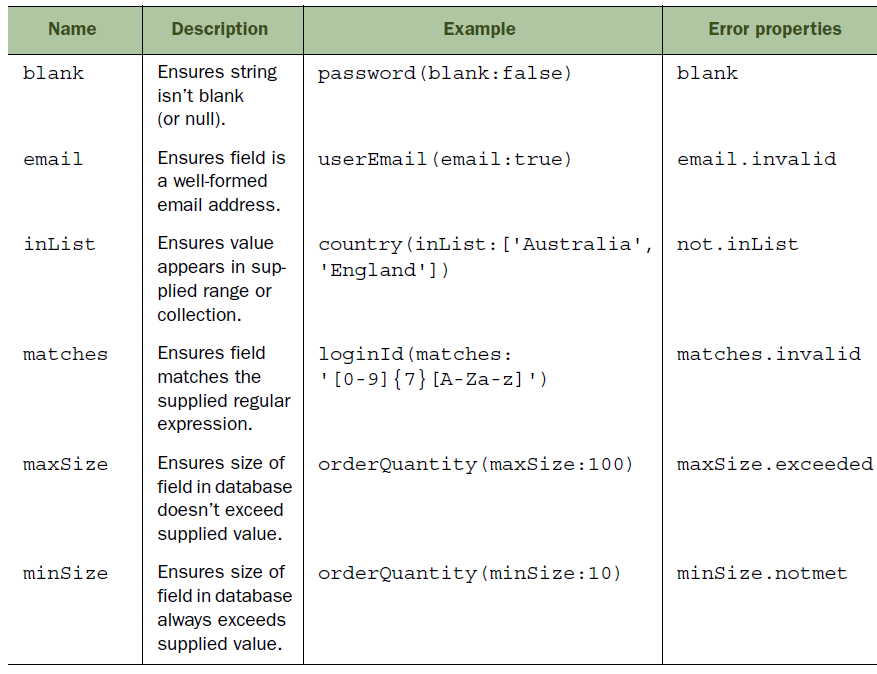 Name Description Example Error properties
blank Ensures string password(blank:false) blank
isn't blank
(or null).
email Ensures field is userEmail(email:true) email.invalid
a well-formed
email address.
inList Ensures value country(inList:['Australia', not.inList
appears in sup- 'England'])
plied range or
collection.
matches Ensures field loginId(matches: matches.invalid
matches the '[0-9]{7}[A-Za-z]')
supplied regular
expression.
maxSize Ensures size of orderQuantity(maxSize:100) maxSize.exceeded
field in database
doesn't exceed
supplied value.
minSize Ensures size of orderQuantity(minSize:10) minSize.notmet
field in database
always exceeds
supplied value.